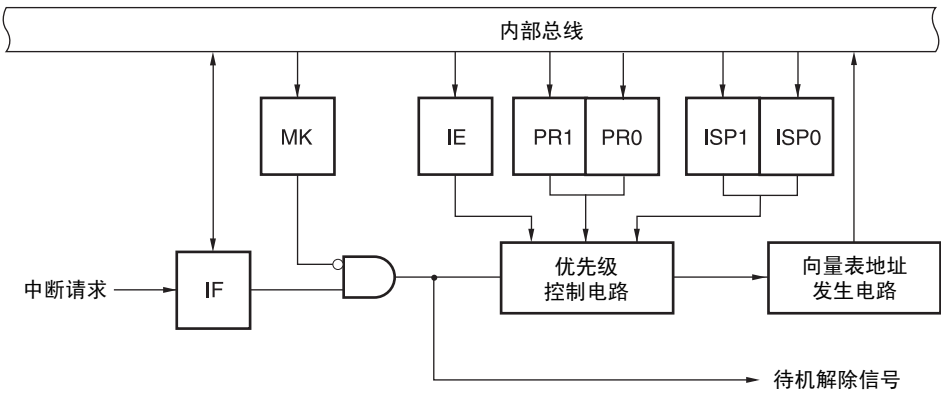 内部总线
MK
IE
PR1
PR0
ISP1
ISP0
中断请求
IF
优先级
控制电路
向量表地址
发生电路
待机解除信号